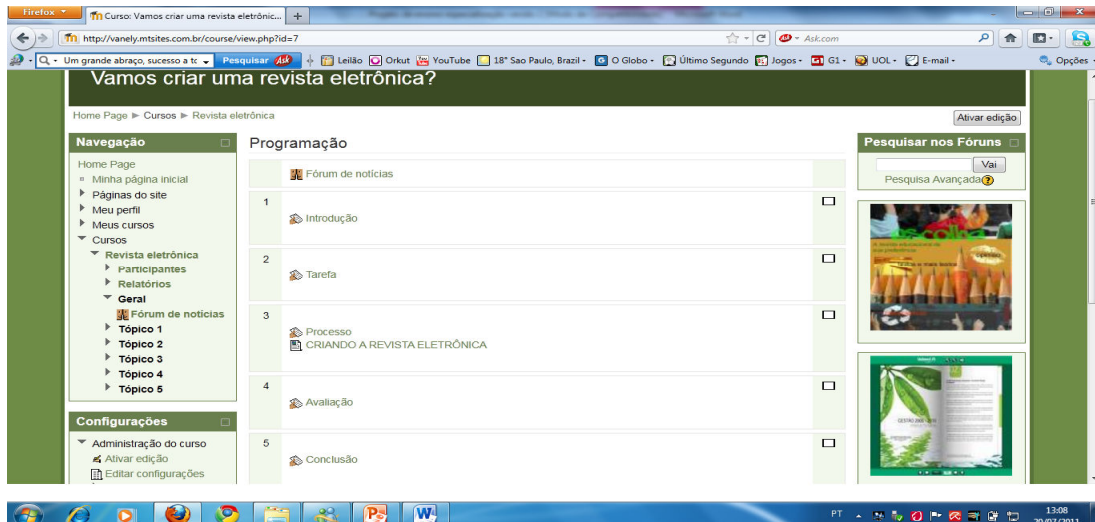 Firefox
Curso: Vamos criar uma revista eletrônic...
http://vanely.mtsites.com.br/course/view.php?id=7
Ask.com
Um grande abraço, sucesso a tc
Pesquisar
Leilão
Orkut
YouTube
18° Sao Paulo, Brazil
O Globo
Último Segundo
Jogos
G1
UOL
E-mail
Opções
Vamos criar uma revista eletrônica?
Home Page ► Cursos ► Revista eletrônica
Ativar edição
Navegação
Home Page
Minha página inicial
Páginas do site
Meu perfil
Meus cursos
Cursos
Revista eletrônica
Participantes
Relatórios
Geral
Fórum de notícias
Tópico 1
Tópico 2
Tópico 3
Tópico 4
Tópico 5
Configurações
Administração do curso
Ativar edição
Editar configurações
Programação
Fórum de notícias
1
Introdução
2
Tarefa
3
Processo
CRIANDO A REVISTA ELETRÔNICA
4
Avaliação
5
Conclusão
Pesquisar nos Fóruns
Vai
Pesquisa Avançada
escolha
PT
13:08
20/07/2011